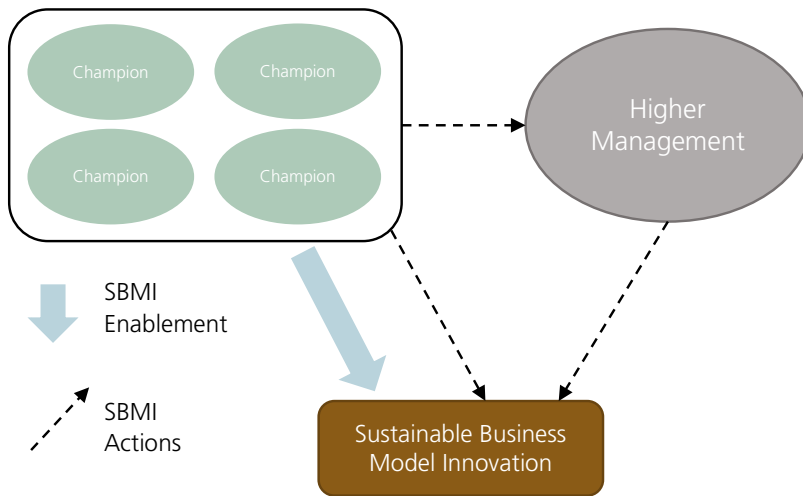 Champion
Champion
Champion
Champion
Higher
Management
SBMI
Enablement
SBMI
Actions
Sustainable Business
Model Innovation